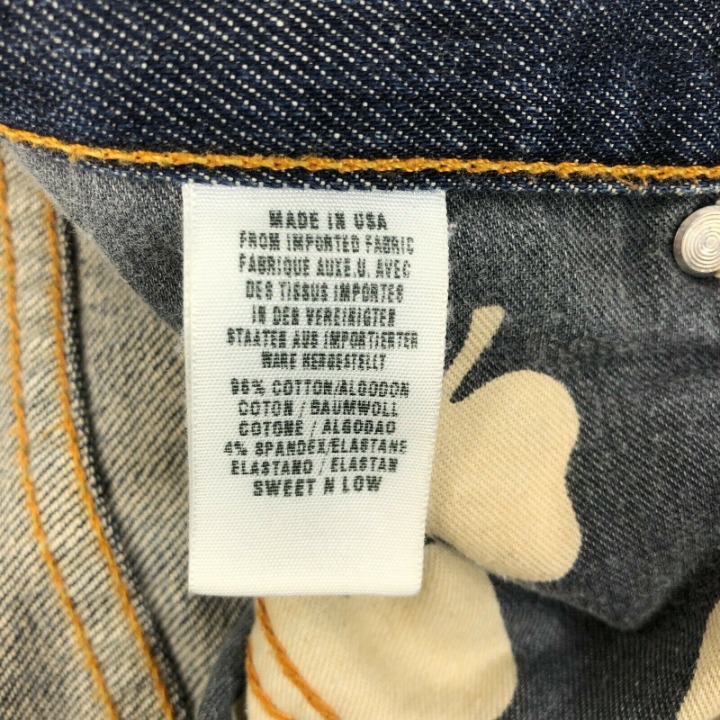 MADE IN USA
FROM IMPORTED FABRIC
FABRIQUE AUX E.U. AVEC
DES TISSUS IMPORTES
IN DEN VEREINIGTEN
STAATEN AUS IMPORTIERTER
WARE HERGESTELLT
96% COTTON/ALGODON
COTON / BAUMWOLL
COTONE / ALGODAO
4% SPANDEX/ELASTANE
ELASTANO / ELASTAN
SWEET N LOW